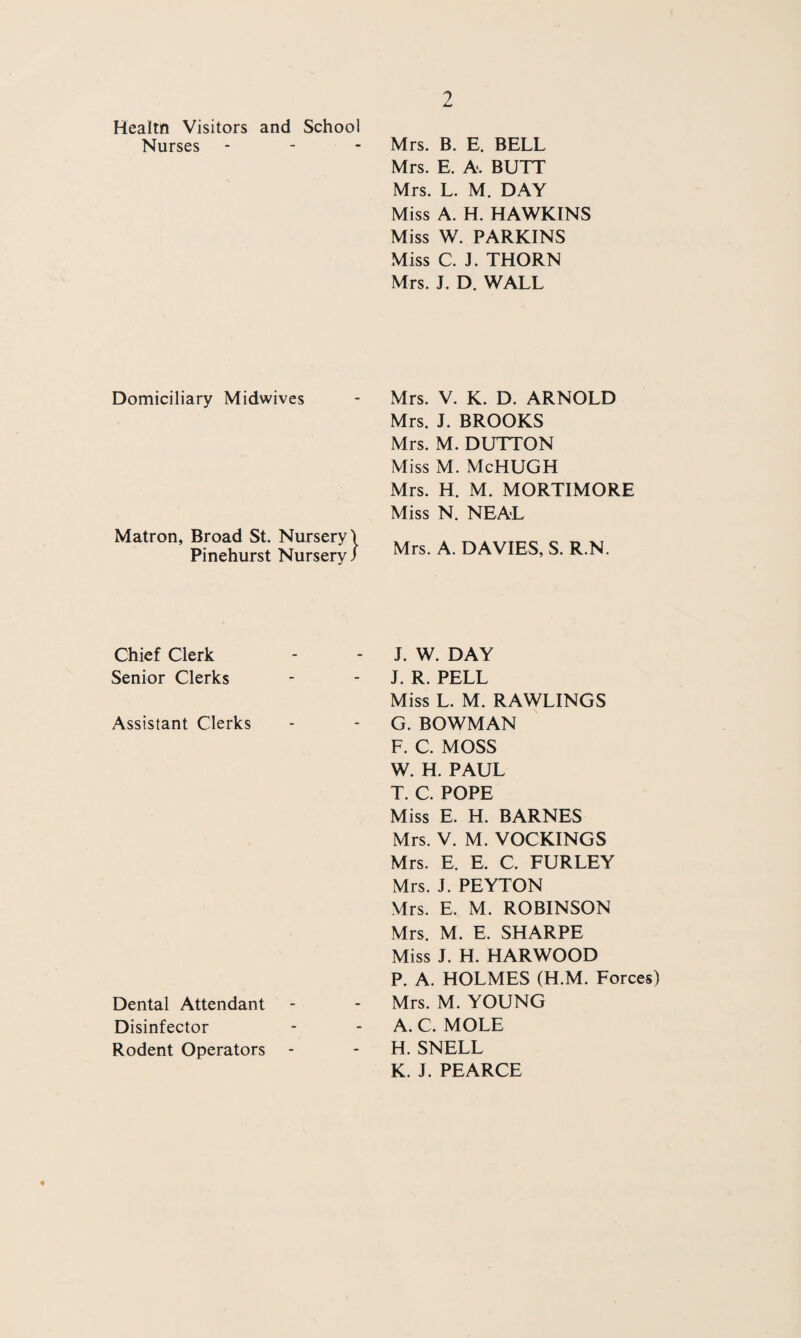 2
Healtn Visitors and School
Nurses - - - Mrs. B. E. BELL
Mrs. E. A. BUTT
Mrs. L. M. DAY
Miss A. H. HAWKINS
Miss W. PARKINS
Miss C. J. THORN
Mrs. J. D. WALL
Domiciliary Midwives - Mrs. V. K. D. ARNOLD
Mrs. J. BROOKS
Mrs. M. DUTTON
Miss M. McHUGH
Mrs. H. M. MORTIMORE
Miss N. NEAL
Matron, Broad St. Nursery }
Pinehurst Nursery } Mrs. A. DAVIES, S. R.N.
Chief Clerk - - J. W. DAY
Senior Clerks - - J. R. PELL
Miss L. M. RAWLINGS
Assistant Clerks - - G. BOWMAN
F. C. MOSS
W. H. PAUL
T. C. POPE
Miss E. H. BARNES
Mrs. V. M. VOCKINGS
Mrs. E. E. C. FURLEY
Mrs. J. PEYTON
Mrs. E. M. ROBINSON
Mrs. M. E. SHARPE
Miss J. H. HARWOOD
P. A. HOLMES (H.M. Forces)
Dental Attendant - - Mrs. M. YOUNG
Disinfector - - A. C. MOLE
Rodent Operators - - H. SNELL
K. J. PEARCE